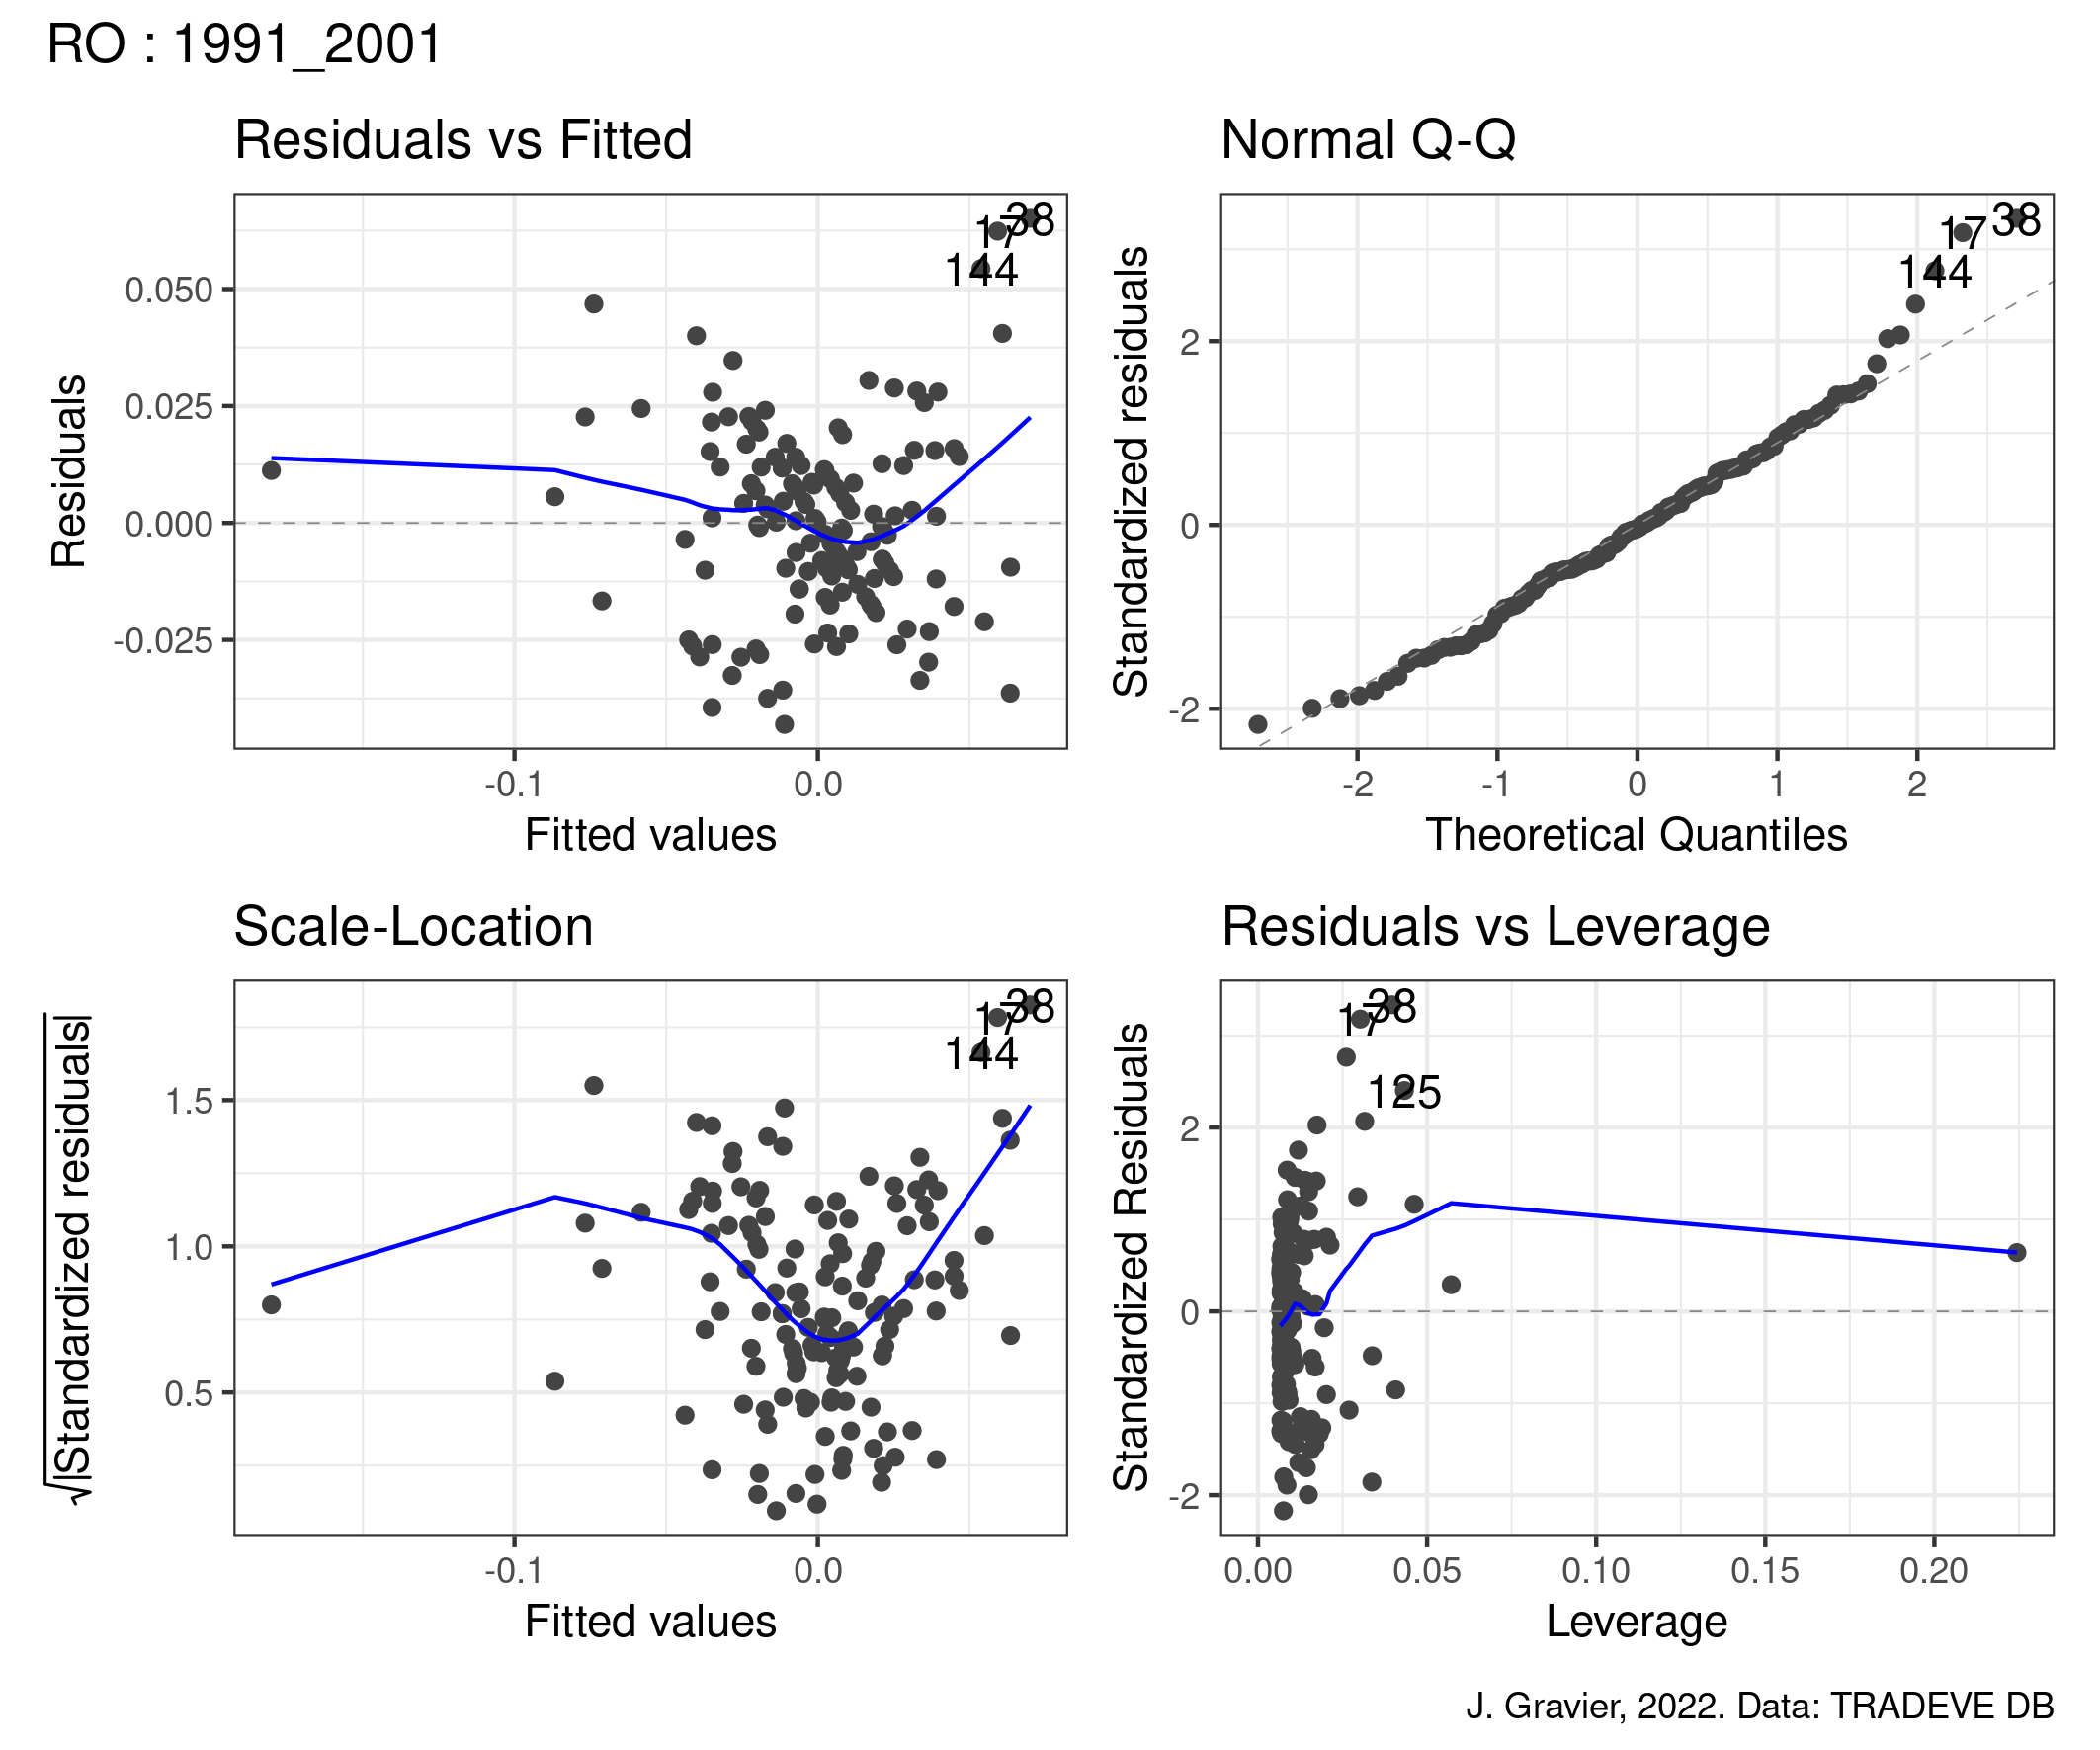 RO : 1991_2001
Residuals vs Fitted
Residuals
0.050
0.025
0.000
-0.025
17
38
144
-0.1
0.0
Fitted values
Normal Q-Q
Standardized residuals
2
0
-2
17
38
144
-2
-1
0
1
2
Theoretical Quantiles
Scale-Location
√|Standardized residuals|
1.5
1.0
0.5
17
38
144
-0.1
0.0
Fitted values
Residuals vs Leverage
Standardized Residuals
2
0
-2
17
38
125
0.00
0.05
0.10
0.15
0.20
Leverage
J. Gravier, 2022. Data: TRADEVE DB